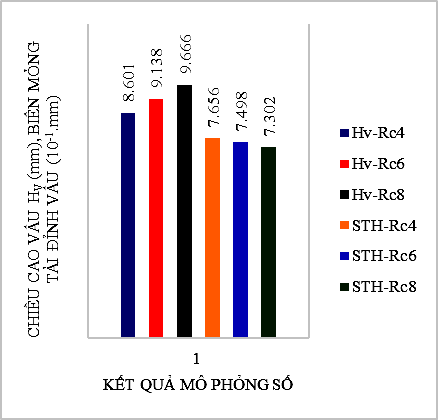 CHIỀU CAO VẤU Hv (mm), BIẾN MỎNG
TẠI ĐỈNH VẤU (10-1.mm)
8.601
9.138
9.666
7.656
7.498
7.302
Hv-Rc4
Hv-Rc6
Hv-Rc8
STH-Rc4
STH-Rc6
STH-Rc8
1
KẾT QUẢ MÔ PHỎNG SỐ